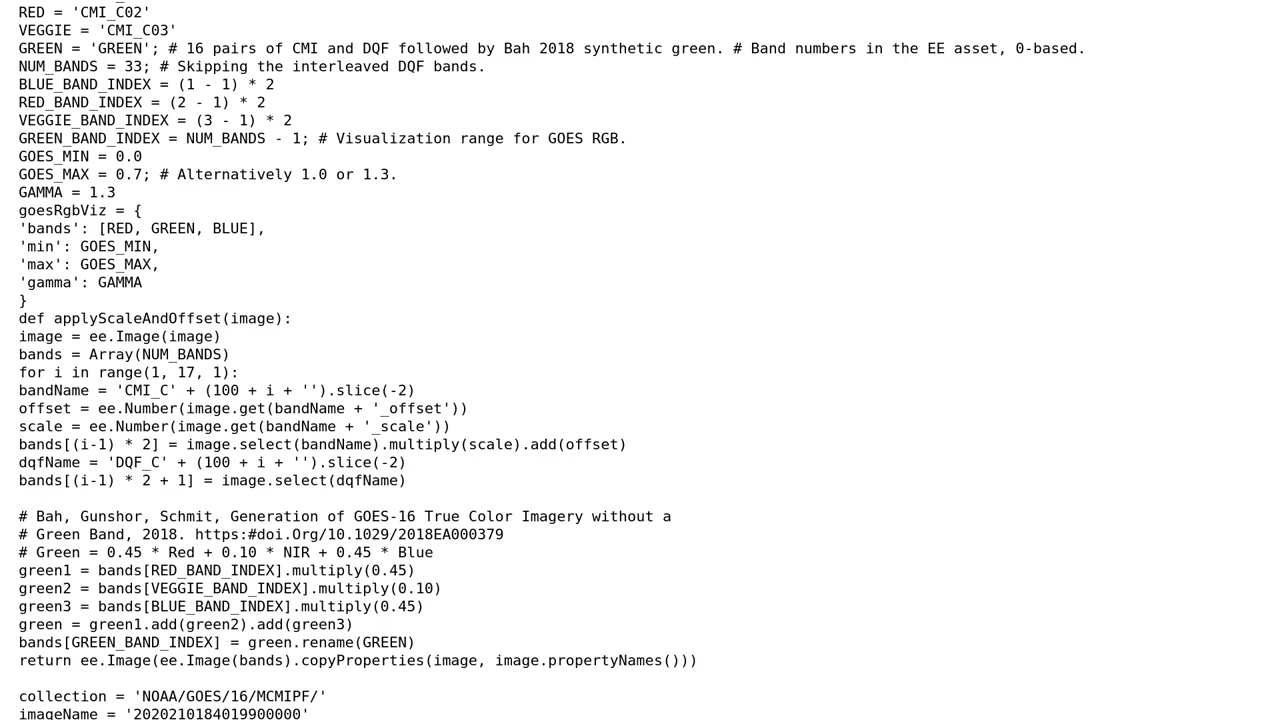 RED = 'CMI_C02'
VEGGIE = 'CMI_C03'
GREEN = 'GREEN'; # 16 pairs of CMI and DQF followed by Bah 2018 synthetic green. # Band numbers in the EE asset, 0-based.
NUM_BANDS = 33; # Skipping the interleaved DQF bands.
BLUE_BAND_INDEX = (1 - 1) * 2
RED_BAND_INDEX = (2 - 1) * 2
VEGGIE_BAND_INDEX = (3 - 1) * 2
GREEN_BAND_INDEX = NUM_BANDS - 1; # Visualization range for GOES RGB.
GOES_MIN = 0.0
GOES_MAX = 0.7; # Alternatively 1.0 or 1.3.
GAMMA = 1.3
goesRgbViz = {
'bands': [RED, GREEN, BLUE],
'min': GOES_MIN,
'max': GOES_MAX,
'gamma': GAMMA
}
def applyScaleAndOffset(image):
image = ee.Image(image)
bands = Array(NUM_BANDS)
for i in range(1, 17, 1):
bandName = 'CMI_C' + (100 + i + '').slice(-2)
offset = ee.Number(image.get(bandName + '_offset'))
scale = ee.Number(image.get(bandName + '_scale'))
bands[(i-1) * 2] = image.select(bandName).multiply(scale).add(offset)
dqfName = 'DQF_C' + (100 + i + '').slice(-2)
bands[(i-1) * 2 + 1] = image.select(dqfName)
# Bah, Gunshor, Schmit, Generation of GOES-16 True Color Imagery without a
# Green Band, 2018. https:#doi.Org/10.1029/2018EA000379
# Green = 0.45 * Red + 0.10 * NIR + 0.45 * Blue
green1 = bands[RED_BAND_INDEX].multiply(0.45)
green2 = bands[VEGGIE_BAND_INDEX].multiply(0.10)
green3 = bands[BLUE_BAND_INDEX].multiply(0.45)
green = green1.add(green2).add(green3)
bands[GREEN_BAND_INDEX] = green.rename(GREEN)
return ee.Image(ee.Image(bands).copyProperties(image, image.propertyNames()))
collection = 'NOAA/GOES/16/MCMIPF/'
imageName = '2020210184019900000'